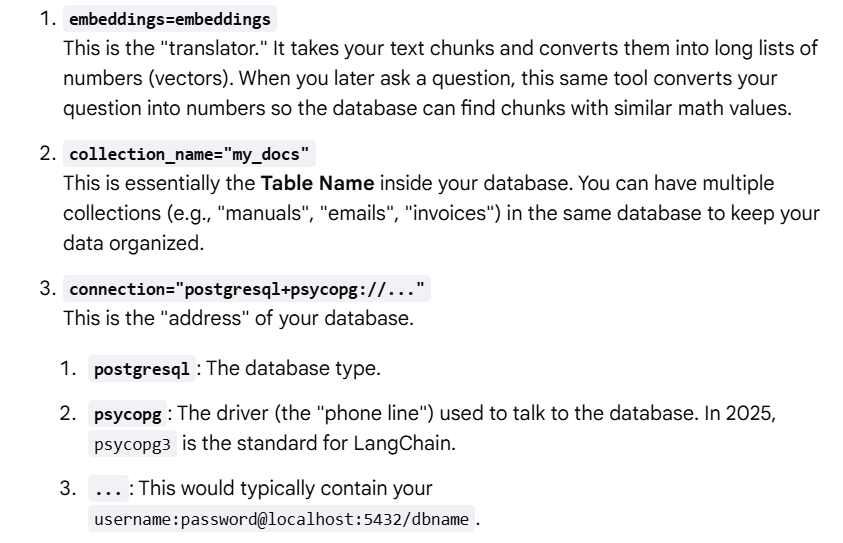 1. embeddings=embeddings
This is the "translator." It takes your text chunks and converts them into long lists of
numbers (vectors). When you later ask a question, this same tool converts your
question into numbers so the database can find chunks with similar math values.
2. collection_name="my_docs"
This is essentially the Table Name inside your database. You can have multiple
collections (e.g., "manuals", "emails", "invoices") in the same database to keep your
data organized.
3. connection="postgresql+psycopg://..."
This is the "address" of your database.
1. postgresql : The database type.
2. psycopg : The driver (the "phone line") used to talk to the database. In 2025,
psycopg3 is the standard for LangChain.
3. ... : This would typically contain your
username:password@localhost:5432/dbname .